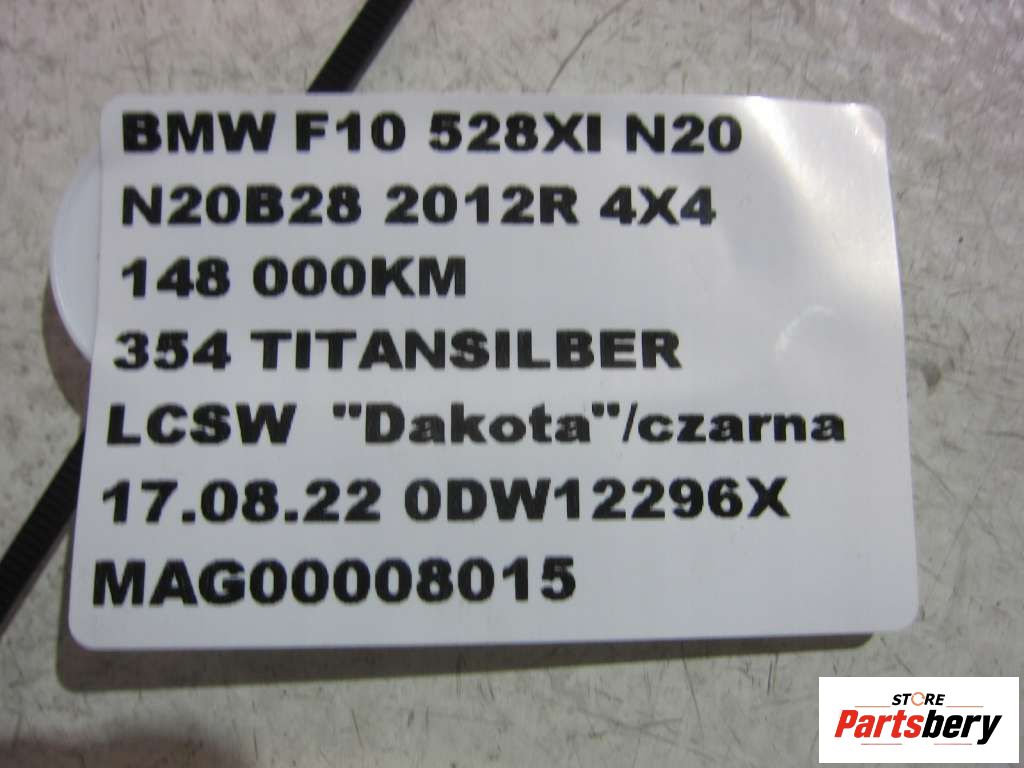 BMW F10 528XI N20
N20B28 2012R 4X4
148 000KM
354 TITANSILBER
LCSW "Dakota"/czarna
17.08.22 0DW12296X
MAG00008015
STORE
Partsbery